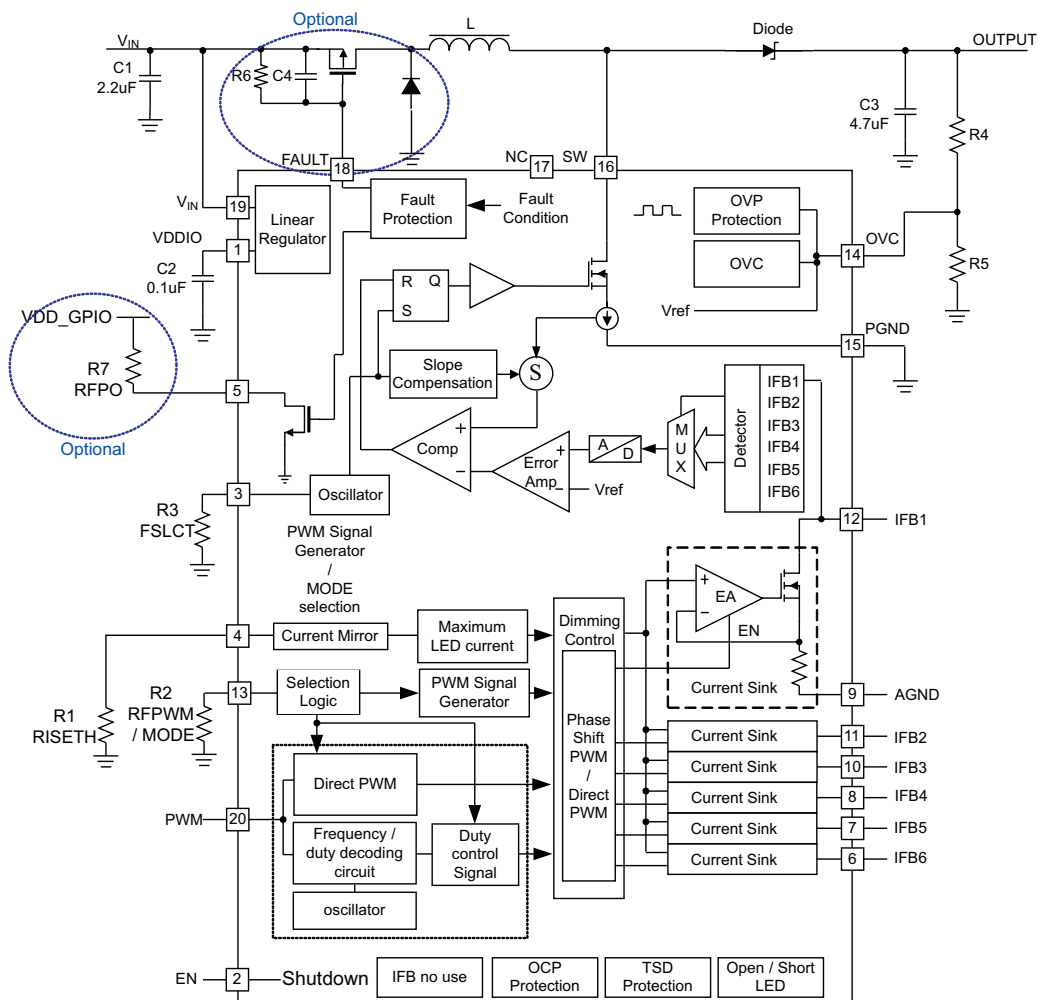 Optional
L
Diode
VIN
OUTPUT
C1
2.2uF
R6
C4
C3
4.7uF
R4
FAULT
18
NC
17
SW
16
VIN
19
Linear
Regulator
Fault
Protection
Fault
Condition
OVP
Protection
VDDIO
1
OVC
14
OVC
C2
0.1uF
R
Q
S
R5
Vref
VDD_GPIO
PGND
15
R7
RFPO
5
Slope
Compensation
S
IFB1
IFB2
IFB3
IFB4
IFB5
IFB6
Detector
MUX
Optional
+
Comp
−
+
Error
Amp
−
A
D
Vref
3
Oscillator
R3
FSLCT
12
IFB1
PWM Signal
Generator
/
MODE
selection
+
EA
−
EN
Dimming
Control
4
Current Mirror
Maximum
LED current
13
Selection
Logic
PWM Signal
Generator
Current Sink
9
AGND
R2
RFPWM
/ MODE
R1
RISETH
Phase
Shift
PWM
/
Direct
PWM
Current Sink
11
IFB2
Current Sink
10
IFB3
Direct PWM
Current Sink
8
IFB4
PWM
20
Frequency /
duty decoding
circuit
Duty
control
Signal
Current Sink
7
IFB5
Current Sink
6
IFB6
oscillator
EN
2
Shutdown
IFB no use
OCP
Protection
TSD
Protection
Open / Short
LED